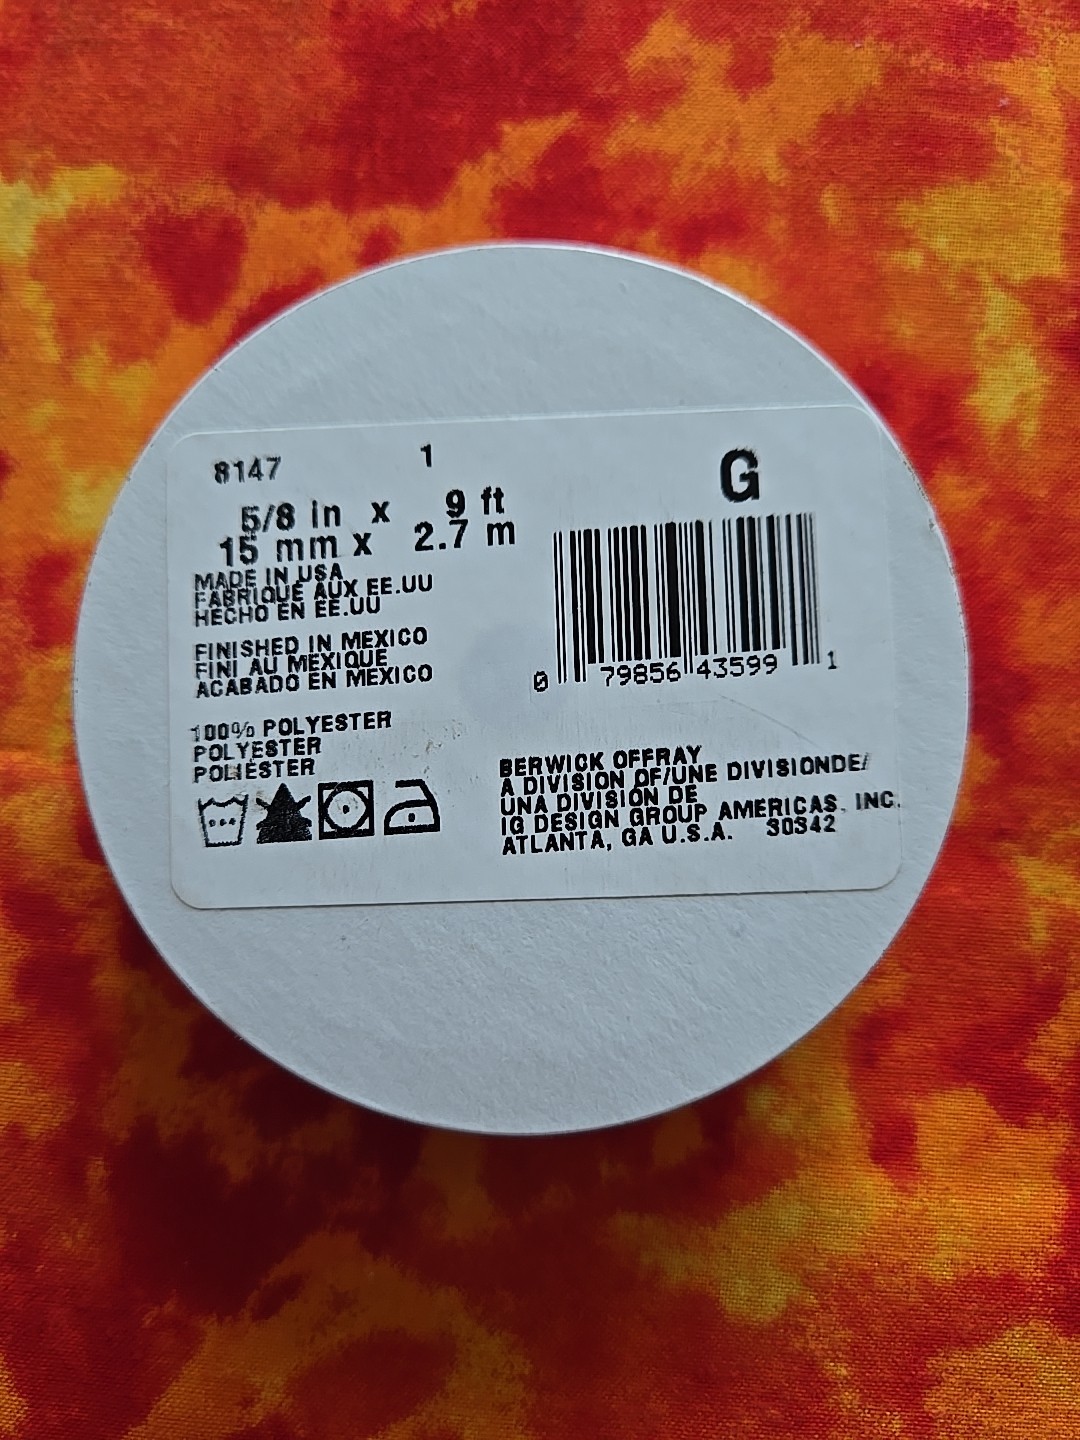 8147 1 G
5/8 in x 9 ft
15 mm x 2.7 m
MADE IN USA
FABRIQUÉ AUX EE.UU
HECHO EN EE.UU
FINISHED IN MEXICO
FINI AU MEXIQUE
ACABADO EN MEXICO
100% POLYESTER
POLYESTER
POLIÉSTER
0 79856 43599 1
BERWICK OFFRAY
A DIVISION OF/UNE DIVISIONDE/
UNA DIVISION DE
IG DESIGN GROUP AMERICAS, INC.
ATLANTA, GA U.S.A. 30342